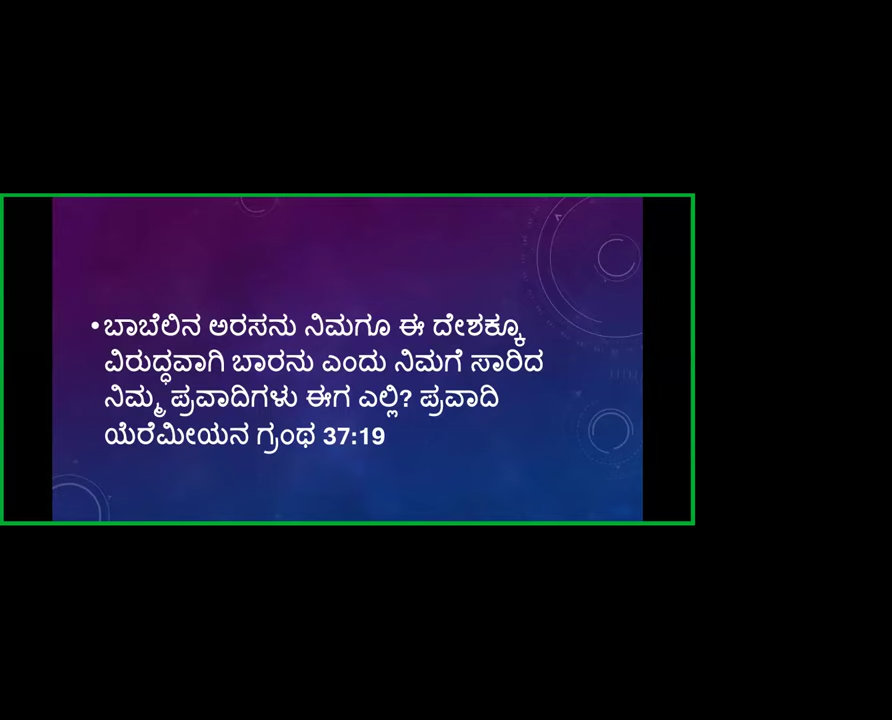 • ಬಾಬೆಲಿನ ಅರಸನು ನಿಮಗೂ ಈ ದೇಶಕ್ಕೂ
ವಿರುದ್ಧವಾಗಿ ಬಾರನು ಎಂದು ನಿಮಗೆ ಸಾರಿದ
ನಿಮ್ಮ ಪ್ರವಾದಿಗಳು ಈಗ ಎಲ್ಲಿ? ಪ್ರವಾದಿ
ಯೆರೆಮೀಯನ ಗ್ರಂಥ 37:19